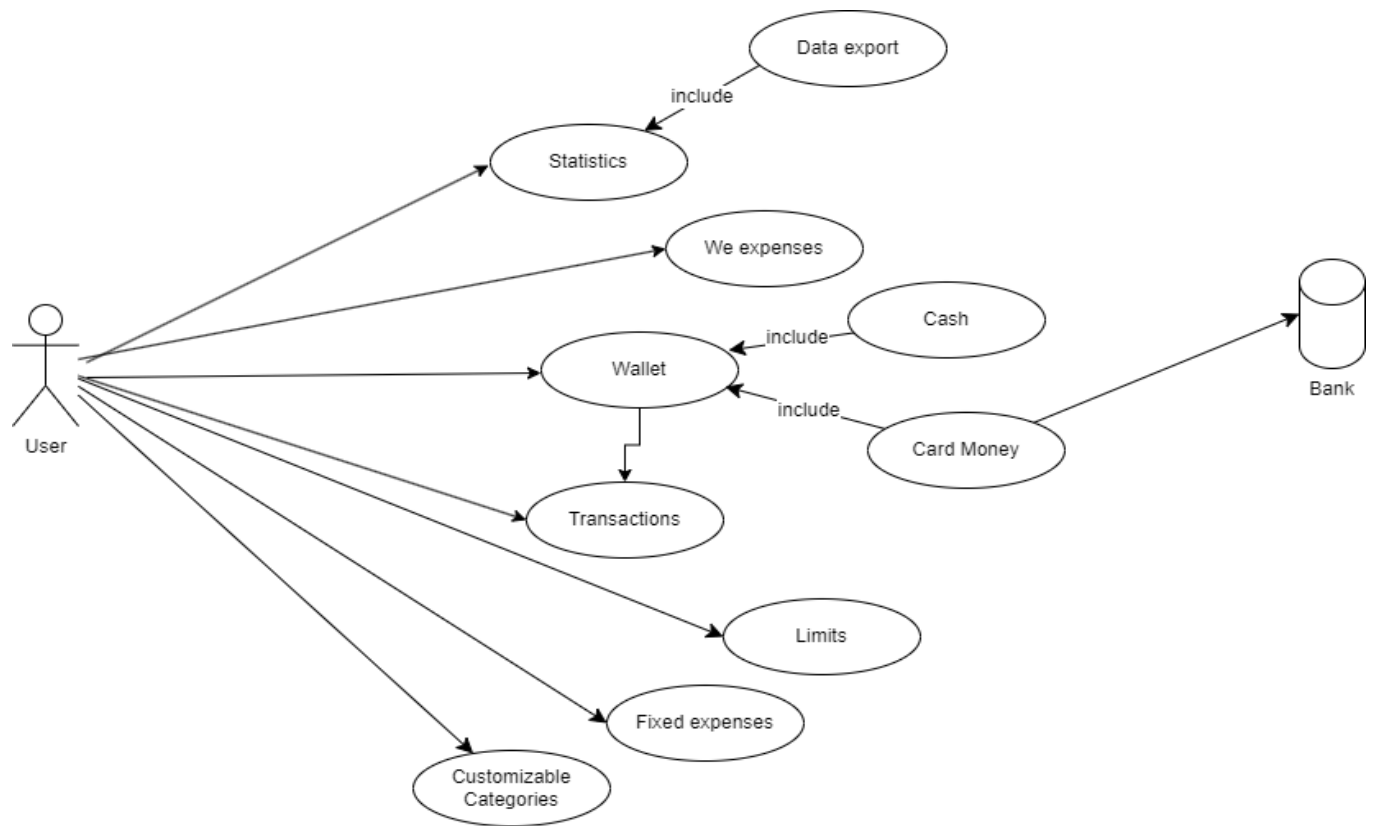 Data export
include
Statistics
We expenses
Cash
include
Wallet
include
Bank
User
Card Money
Transactions
Limits
Fixed expenses
Customizable
Categories